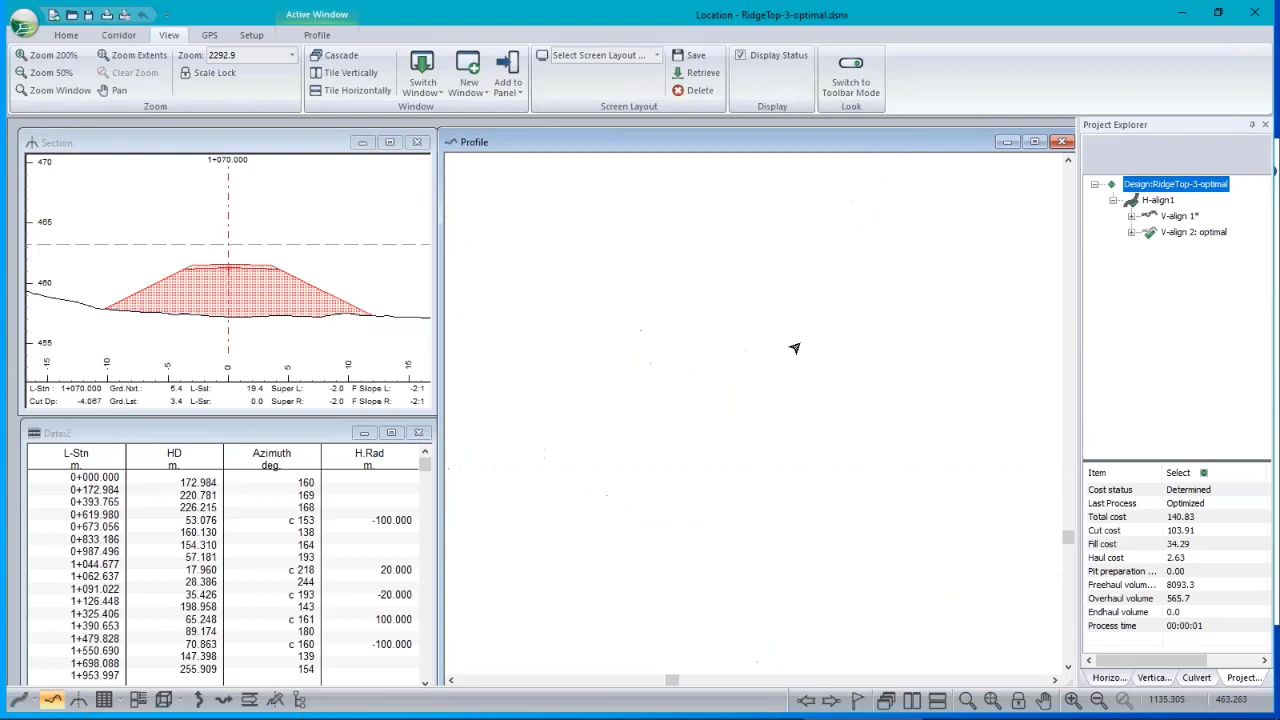 Active Window
Location - RidgeTop-3-optimal.dsnx
Home Corridor View GPS Setup Profile
Zoom 200% Zoom Extents Zoom: 2292.9
Zoom 50% Clear Zoom Scale Lock
Zoom Window Pan
Zoom
Cascade
Tile Vertically
Tile Horizontally
Switch Window
New Window
Add to Panel
Window
Select Screen Layout ...
Save
Retrieve
Delete
Screen Layout
Display Status
Display
Switch to Toolbar Mode
Look
Section
1+070.000
470
465
460
455
-15 -10 -5 0 5 10 15
L-Stn : 1+070.000 Grd.Nxt.: 5.4 L-Ssl: 19.4 Super L: -2.0 F Slope L: -2:1
Cut Dp: -4.067 Grd.Lst: 3.4 L-Ssr: 0.0 Super R: -2.0 F Slope R: -2:1
Data:2
L-Stn HD Azimuth H.Rad
m. m. deg. m.
0+000.000
172.984 160
0+172.984
220.781 169
0+393.765
226.215 168
0+619.980
53.076 c 153 -100.000
0+673.056
160.130 138
0+833.186
154.310 164
0+987.496
57.181 193
1+044.677
17.960 c 218 20.000
1+062.637
28.386 244
1+091.022
35.426 c 193 -20.000
1+126.448
198.958 143
1+325.406
65.248 c 161 100.000
1+390.653
89.174 180
1+479.828
70.863 c 160 -100.000
1+550.690
147.398 139
1+698.088
255.909 154
1+953.997
Profile
Project Explorer
Design:RidgeTop-3-optimal
H-align1
V-align 1*
V-align 2: optimal
Item Select
Cost status Determined
Last Process Optimized
Total cost 140.83
Cut cost 103.91
Fill cost 34.29
Haul cost 2.63
Pit preparation ... 0.00
Freehaul volum... 8093.3
Overhaul volume 565.7
Endhaul volume 0.0
Process time 00:00:01
Horizo... Vertica... Culvert Project...
1135.305 463.263